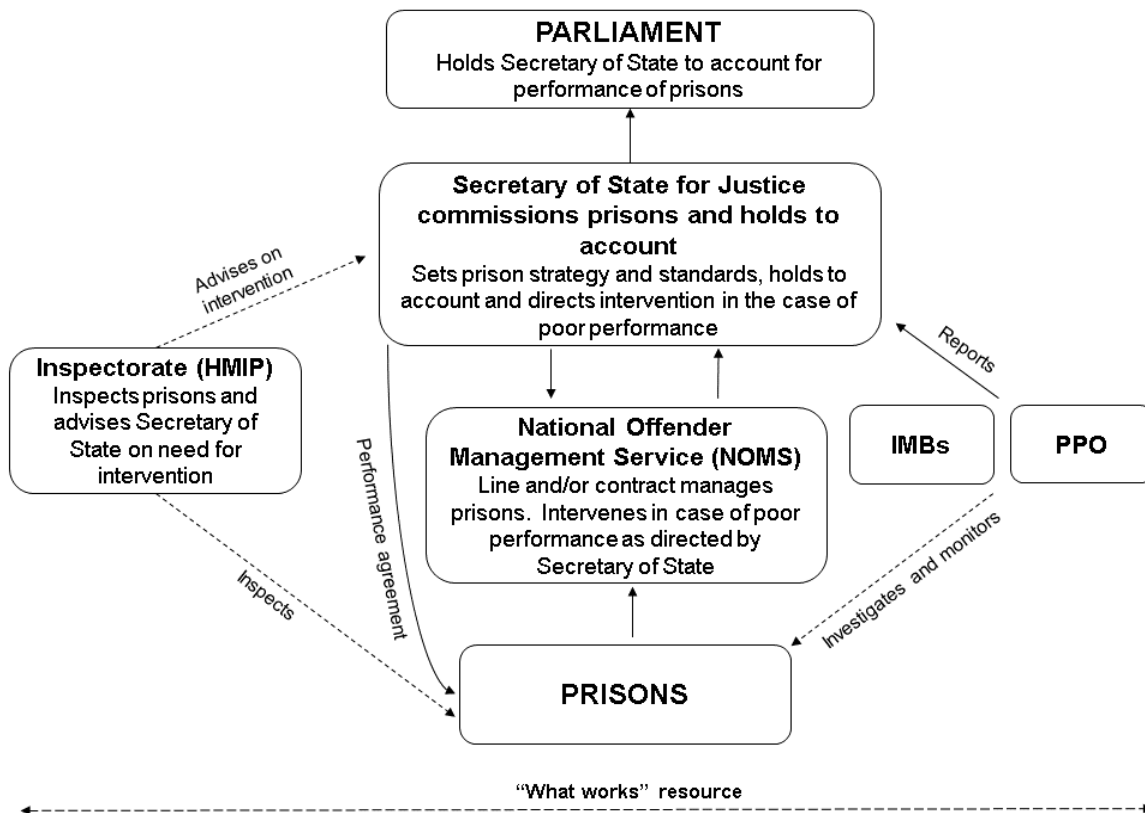 PARLIAMENT
Holds Secretary of State to account for
performance of prisons
Secretary of State for Justice
commissions prisons and holds to
account
Sets prison strategy and standards, holds to
account and directs intervention in the case of
poor performance
Advises on
intervention
Reports
Inspectorate (HMIP)
Inspects prisons and
advises Secretary of
State on need for
intervention
Performance agreement
National Offender
Management Service (NOMS)
Line and/or contract manages
prisons. Intervenes in case of poor
performance as directed by
Secretary of State
IMBs
PPO
Inspects
Investigates and monitors
PRISONS
“What works” resource